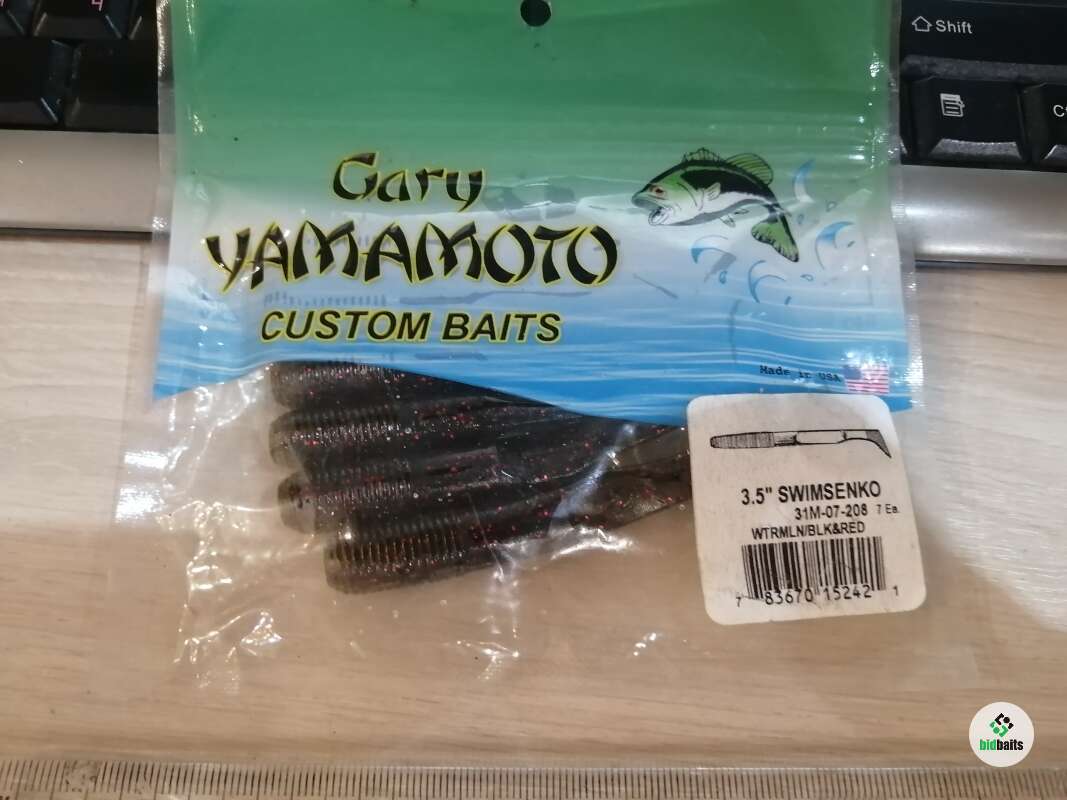 Shift
Gary
YAMAMOTO
CUSTOM BAITS
Made in USA
3.5" SWIMSENKO
31M-07-208 7 Ea.
WTRMLN/BLK&RED
7 83670 15242 1
bidbaits